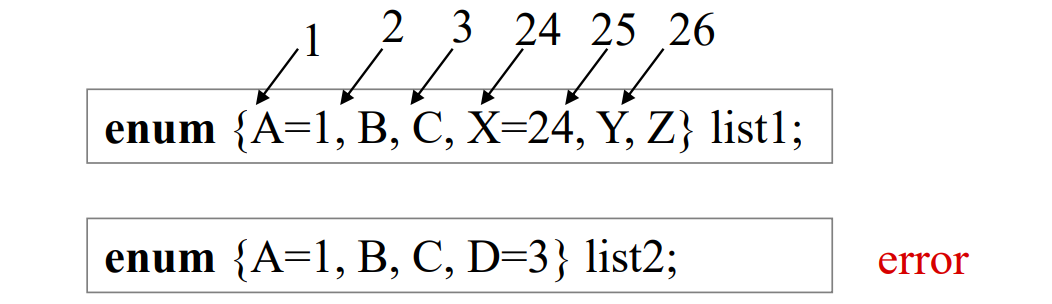 1 2 3 24 25 26
enum {A=1, B, C, X=24, Y, Z} list1;
enum {A=1, B, C, D=3} list2; error